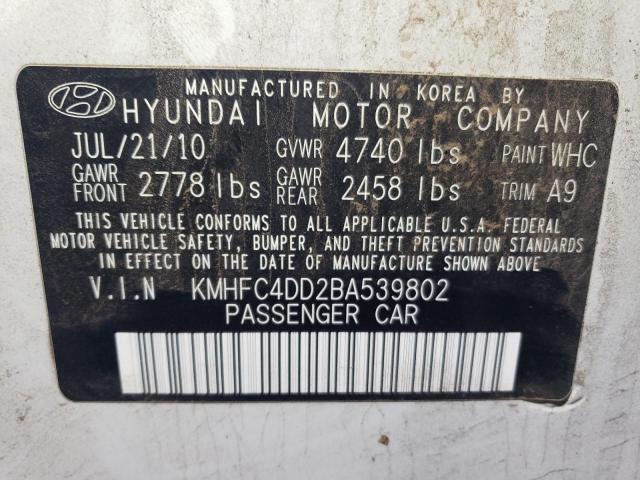 MANUFACTURED IN KOREA BY
HYUNDAI MOTOR COMPANY
JUL/21/10 GVWR 4740 lbs PAINT WHC
GAWR FRONT 2778 lbs GAWR REAR 2458 lbs TRIM A9
THIS VEHICLE CONFORMS TO ALL APPLICABLE U.S.A. FEDERAL
MOTOR VEHICLE SAFETY, BUMPER, AND THEFT PREVENTION STANDARDS
IN EFFECT ON THE DATE OF MANUFACTURE SHOWN ABOVE.
V.I.N KMHFC4DD2BA539802
PASSENGER CAR